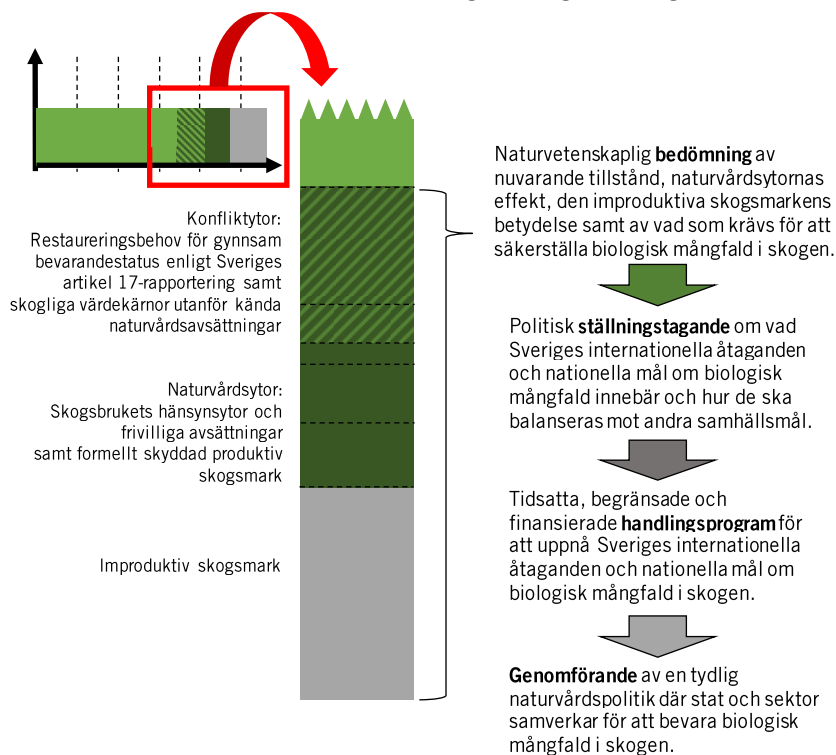 Konfliktytor:
Restaureringsbehov för gynnsam
bevarandestatus enligt Sveriges
artikel 17-rapportering samt
skogliga värdekärnor utanför kända
naturvårdsavsättningar
Naturvårdsytor:
Skogsbrukets hänsynsytor och
frivilliga avsättningar
samt formellt skyddad produktiv
skogsmark
Improduktiv skogsmark
Naturvetenskaplig bedömning av
nuvarande tillstånd, naturvårdsytornas
effekt, den improduktiva skogsmarkens
betydelse samt av vad som krävs för att
säkerställa biologisk mångfald i skogen.
Politisk ställningstagande om vad
Sveriges internationella åtaganden
och nationella mål om biologisk
mångfald innebär och hur de ska
balanseras mot andra samhällsmål.
Tidsatta, begränsade och
finansierade handlingsprogram för
att uppnå Sveriges internationella
åtaganden och nationella mål om
biologisk mångfald i skogen.
Genomförande av en tydlig
naturvårdspolitik där stat och sektor
samverkar för att bevara biologisk
mångfald i skogen.